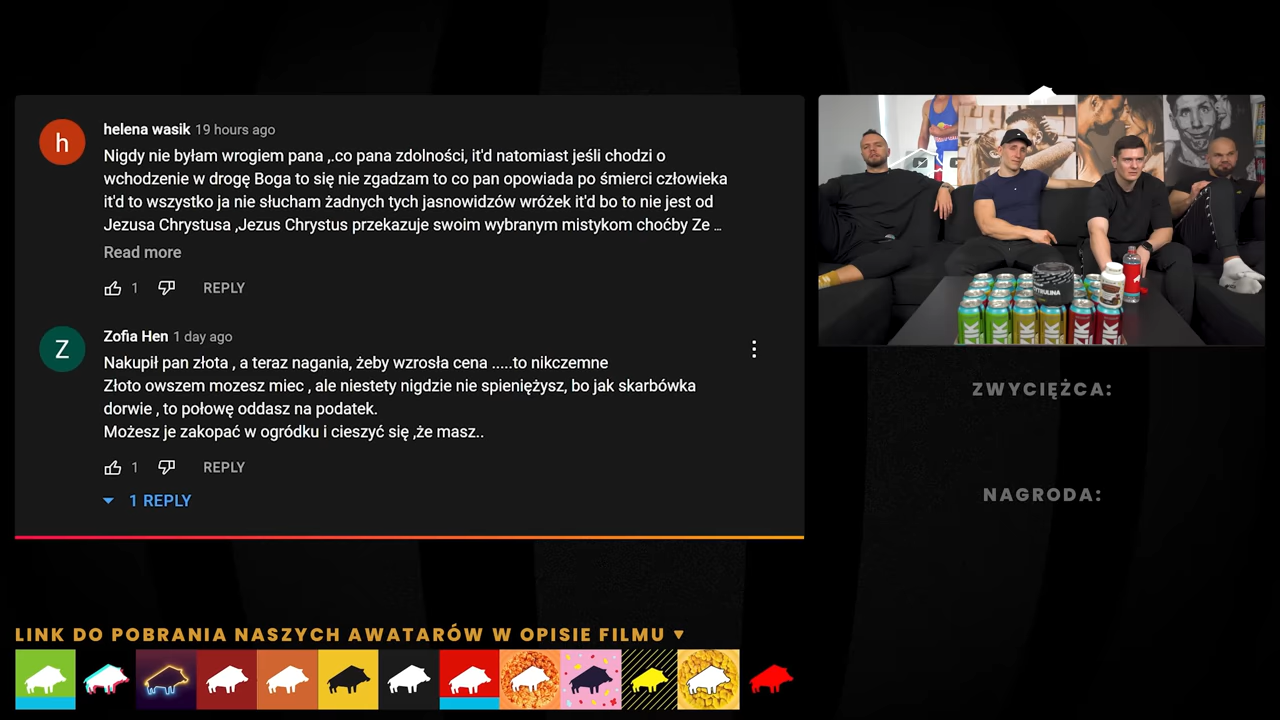 h
helena wasik 19 hours ago
Nigdy nie byłam wrogiem pana ,.co pana zdolności, it'd natomiast jeśli chodzi o
wchodzenie w drogę Boga to się nie zgadzam to co pan opowiada po śmierci człowieka
it'd to wszystko ja nie słucham żadnych tych jasnowidzów wróżek it'd bo to nie jest od
Jezusa Chrystusa ,Jezus Chrystus przekazuje swoim wybranym mistykom choćby Ze ...
Read more
1 REPLY
Z
Zofia Hen 1 day ago
Nakupił pan złota , a teraz nagania, żeby wzrosła cena .....to nikczemne
Złoto owszem mozesz miec , ale niestety nigdzie nie spieniężysz, bo jak skarbówka
dorwie , to połowę oddasz na podatek.
Możesz je zakopać w ogródku i cieszyć się ,że masz..
1 REPLY
1 REPLY
ZWYCIĘŻCA:
NAGRODA:
LINK DO POBRANIA NASZYCH AWATARÓW W OPISIE FILMU